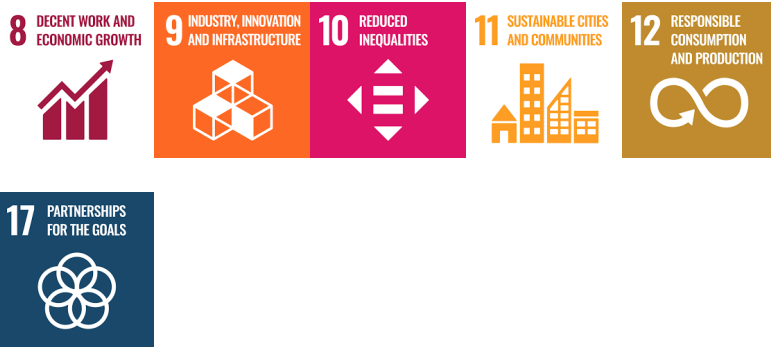 8 DECENT WORK AND
ECONOMIC GROWTH
9 INDUSTRY, INNOVATION
AND INFRASTRUCTURE
10 REDUCED
INEQUALITIES
11 SUSTAINABLE CITIES
AND COMMUNITIES
12 RESPONSIBLE
CONSUMPTION
AND PRODUCTION
17 PARTNERSHIPS
FOR THE GOALS